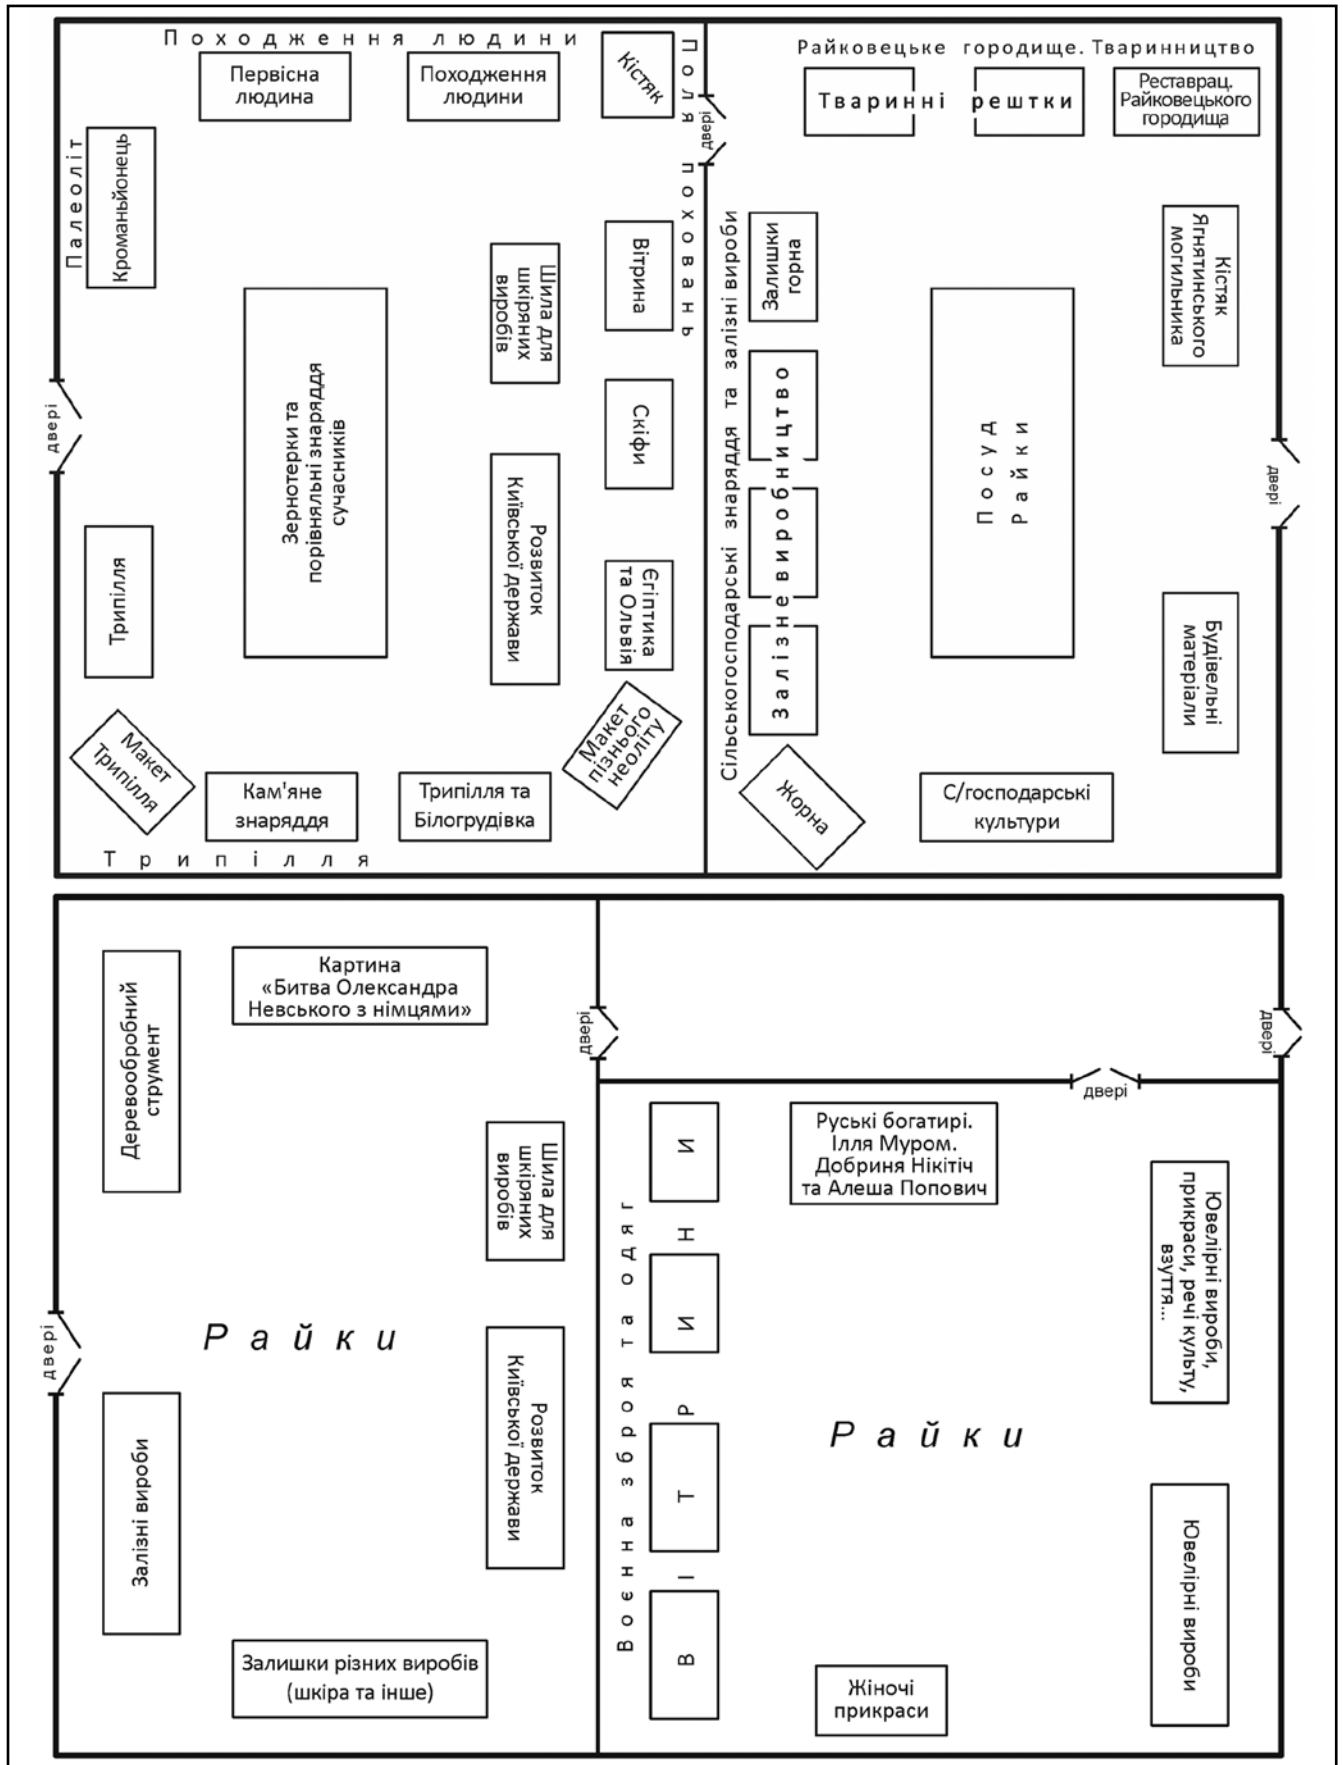 Походження людини
Первісна
людина
Походження
людини
Кістяк
Поля поховань
двері
Палеоліт
Кроманьйонець
Шила для
шкіряних
виробів
Вітрина
Зернотерки та
порівняльні знаряддя
сучасників
Скіфи
двері
Розвиток
Київської держави
Єгіптика
та Ольвія
Трипілля
Макет
Трипілля
Кам'яне
знаряддя
Трипілля та
Білогрудівка
Макет
пізнього
неоліту
Трипілля
Райковецьке городище. Тваринництво
Тваринні рештки
Реставрац.
Райковецького
городища
Сільськогосподарські знаряддя та залізні вироби
Залишки
горна
Кістяк
Ягнятинського
могильника
Залізне виробництво
Посуд
Райки
двері
Будівельні
матеріали
Жорна
С/господарські
культури
Деревообробний
струмент
Картина
«Битва Олександра
Невського з німцями»
двері
Шила для
шкіряних
виробів
Райки
двері
Розвиток
Київської держави
Залізні вироби
Залишки різних виробів
(шкіра та інше)
двері
двері
Воєнна зброя та одяг
ВІТРИНИ
Руські богатирі.
Ілля Муром.
Добриня Нікітіч
та Алеша Попович
Ювелірні вироби,
прикраси, речі культу,
взуття...
Райки
Ювелірні вироби
Жіночі
прикраси